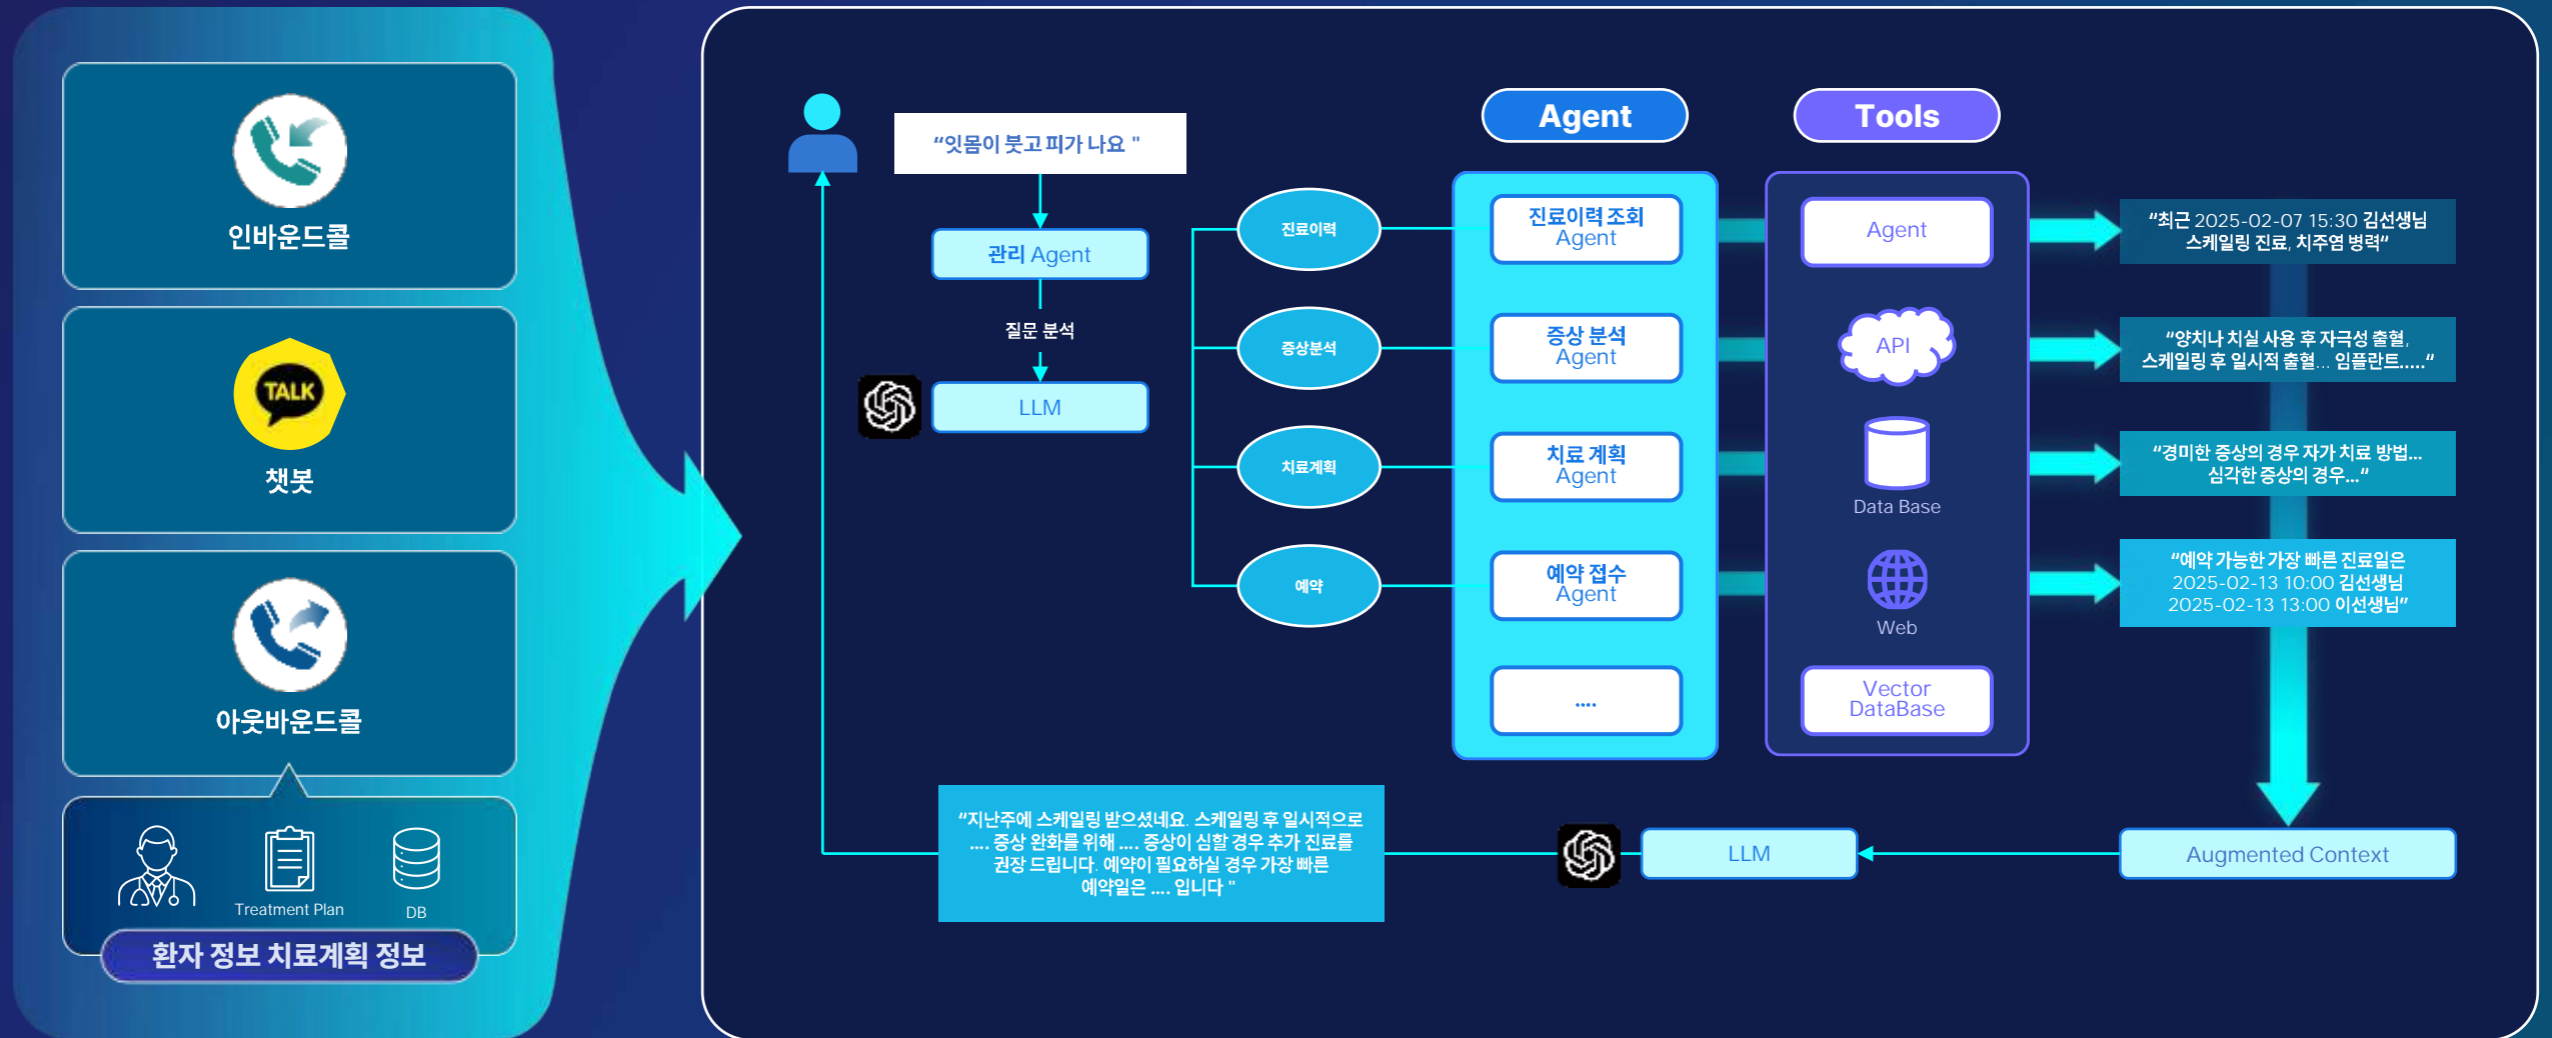 인바운드콜
TALK
챗봇
아웃바운드콜
Treatment Plan
DB
환자 정보 치료계획 정보
“잇몸이 붓고 피가 나요 "
관리 Agent
질문 분석
LLM
진료이력
증상분석
치료계획
예약
Agent
진료이력 조회
Agent
증상 분석
Agent
치료 계획
Agent
예약 접수
Agent
....
Tools
Agent
API
Data Base
Web
Vector
DataBase
“최근 2025-02-07 15:30 김선생님
스케일링 진료, 치주염 병력“
“양치나 치실 사용 후 자극성 출혈,
스케일링 후 일시적 출혈... 임플란트.....“
“경미한 증상의 경우 자가 치료 방법...
심각한 증상의 경우...“
“예약 가능한 가장 빠른 진료일은
2025-02-13 10:00 김선생님
2025-02-13 13:00 이선생님”
Augmented Context
LLM
“지난주에 스케일링 받으셨네요. 스케일링 후 일시적으로
.... 증상 완화를 위해 .... 증상이 심할 경우 추가 진료를
권장 드립니다. 예약이 필요하실 경우 가장 빠른
예약일은 .... 입니다 "